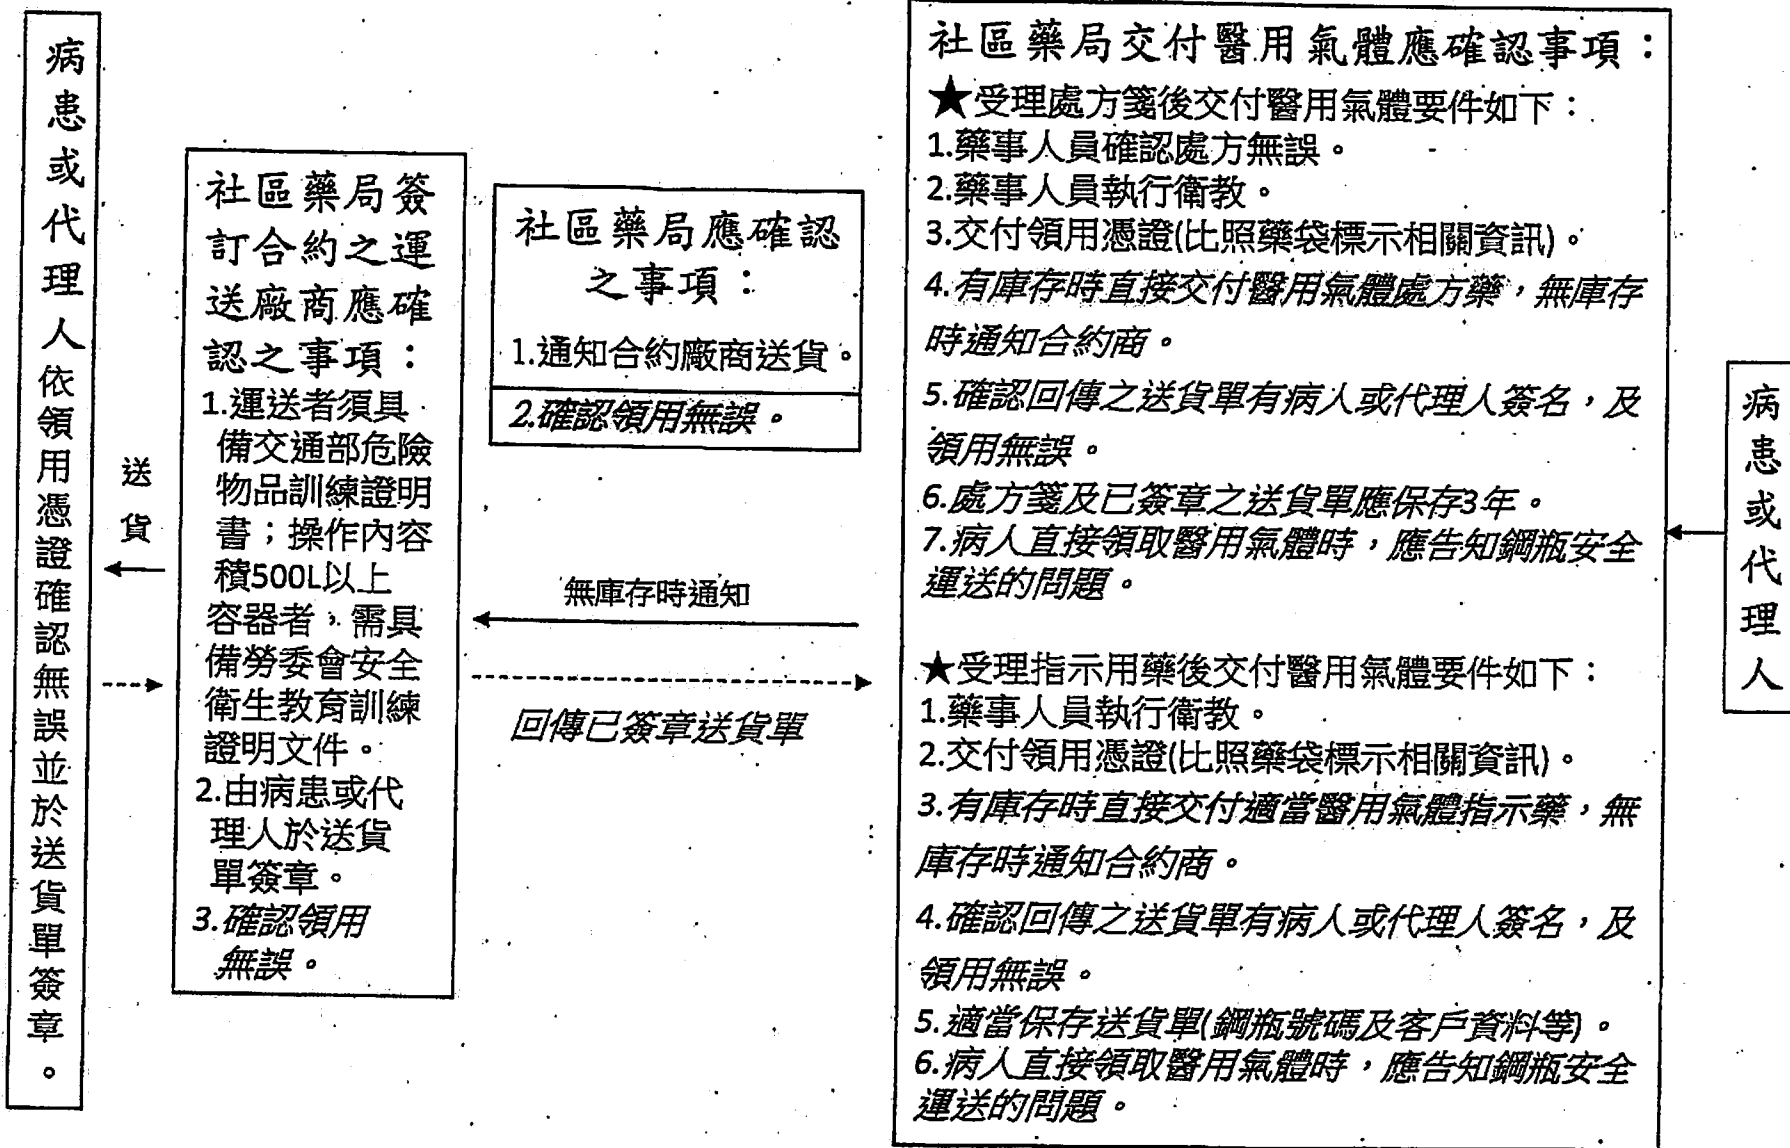 病患或代理人依領用憑證確認無誤並於送貨單簽章。
送貨
社區藥局簽
訂合約之運
送廠商應確
認之事項：
1.運送者須具
備交通部危險
物品訓練證明
書；操作內容
積500L以上
容器者，需具
備勞委會安全
衛生教育訓練
證明文件。
2.由病患或代
理人於送貨
單簽章。
3.確認領用
無誤。
社區藥局應確認
之事項：
1.通知合約廠商送貨。
2.確認領用無誤。
無庫存時通知
回傳已簽章送貨單
社區藥局交付醫用氣體應確認事項：
★受理處方箋後交付醫用氣體要件如下：
1.藥事人員確認處方無誤。
2.藥事人員執行衛教。
3.交付領用憑證(比照藥袋標示相關資訊)。
4.有庫存時直接交付醫用氣體處方藥，無庫存
時通知合約商。
5.確認回傳之送貨單有病人或代理人簽名，及
領用無誤。
6.處方箋及已簽章之送貨單應保存3年。
7.病人直接領取醫用氣體時，應告知鋼瓶安全
運送的問題。
★受理指示用藥後交付醫用氣體要件如下：
1.藥事人員執行衛教。
2.交付領用憑證(比照藥袋標示相關資訊)。
3.有庫存時直接交付適當醫用氣體指示藥，無
庫存時通知合約商。
4.確認回傳之送貨單有病人或代理人簽名，及
領用無誤。
5.適當保存送貨單(鋼瓶號碼及客戶資料等)。
6.病人直接領取醫用氣體時，應告知鋼瓶安全
運送的問題。
病患或代理人